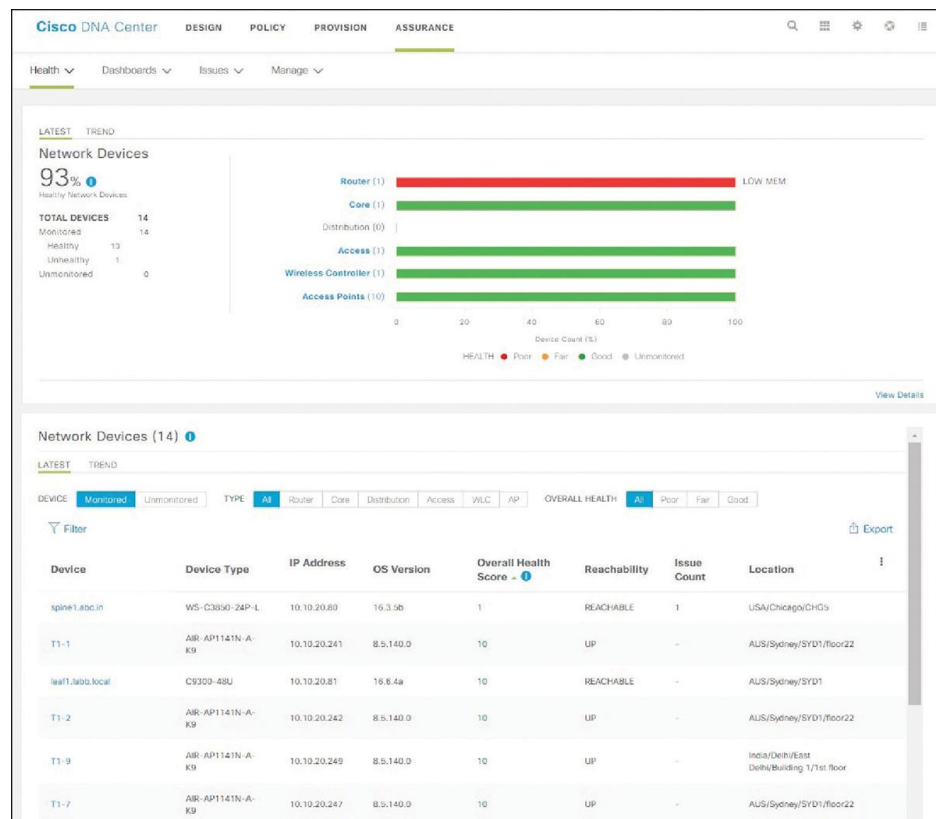 Cisco DNA Center DESIGN POLICY PROVISION ASSURANCE
Health Dashboards Issues Manage
LATEST TREND
Network Devices
93%
Healthy Network Devices
TOTAL DEVICES 14
Monitored 14
Healthy 13
Unhealthy 1
Unmonitored 0
Router (1) LOW MEM
Core (1)
Distribution (0)
Access (1)
Wireless Controller (1)
Access Points (10)
0 20 40 60 80 100
Device Count (%)
HEALTH Poor Fair Good Unmonitored
View Details
Network Devices (14)
LATEST TREND
DEVICE Monitored Unmonitored TYPE All Router Core Distribution Access WLC AP OVERALL HEALTH All Poor Fair Good
Filter Export
Device Device Type IP Address OS Version Overall Health Score Reachability Issue Count Location
spine1.abc.in WS-C3850-24P-L 10.10.20.80 16.3.5b 1 REACHABLE 1 USA/Chicago/CHG5
T1-1 AIR-AP1141N-A-K9 10.10.20.241 8.5.140.0 10 UP - AUS/Sydney/SYD1/floor22
leaf1.labb.local C9300-48U 10.10.20.81 16.6.4a 10 REACHABLE - AUS/Sydney/SYD1
T1-2 AIR-AP1141N-A-K9 10.10.20.242 8.5.140.0 10 UP - AUS/Sydney/SYD1/floor22
T1-9 AIR-AP1141N-A-K9 10.10.20.249 8.5.140.0 10 UP - India/Delhi/East Delhi/Building 1/1st floor
T1-7 AIR-AP1141N-A-K9 10.10.20.247 8.5.140.0 10 UP - AUS/Sydney/SYD1/floor22